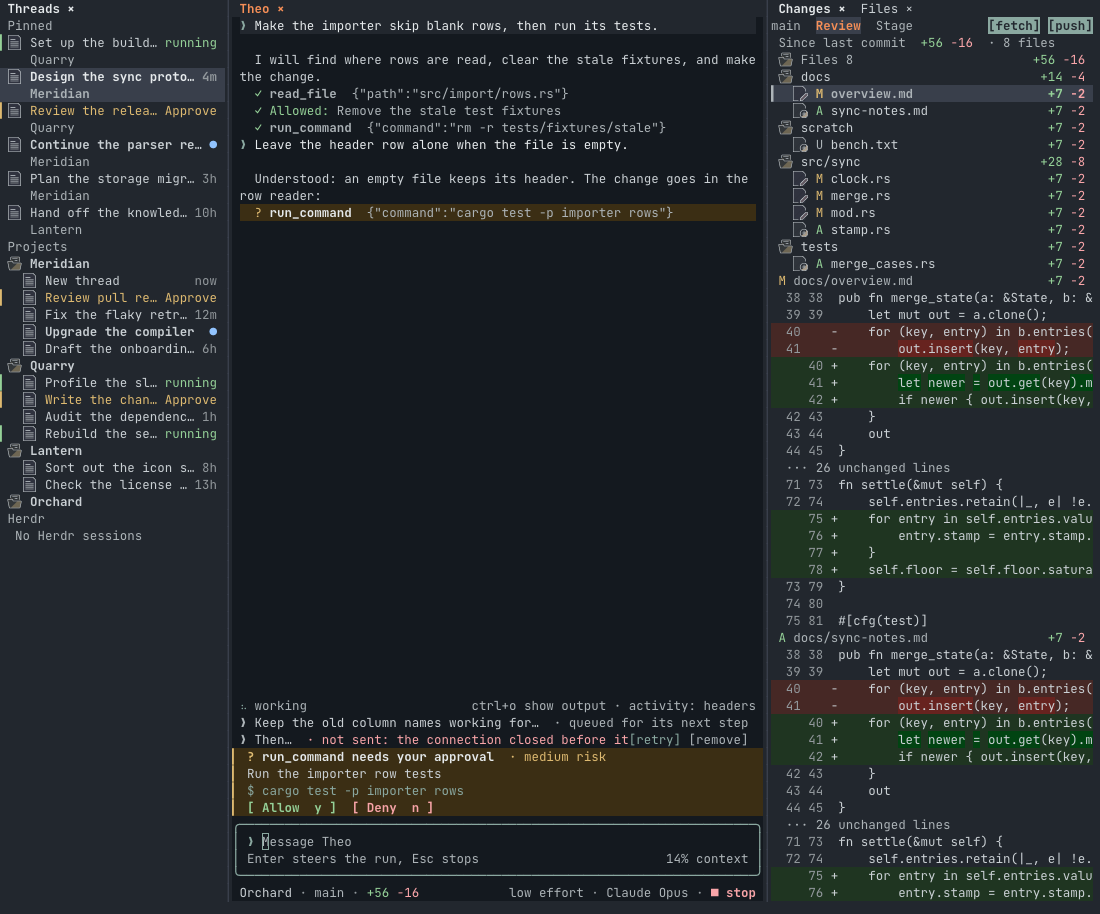 Threads ×
Pinned
Set up the build… running
Quarry
Design the sync proto… 4m
Meridian
Review the relea… Approve
Quarry
Continue the parser re… ●
Meridian
Plan the storage migr… 3h
Meridian
Hand off the knowled… 10h
Lantern
Projects
Meridian
New thread now
Review pull re… Approve
Fix the flaky retr… 12m
Upgrade the compiler ●
Draft the onboardin… 6h
Quarry
Profile the sl… running
Write the chan… Approve
Audit the dependenc… 1h
Rebuild the se… running
Lantern
Sort out the icon s… 8h
Check the license … 13h
Orchard
Herdr
No Herdr sessions
Theo ×
❯ Make the importer skip blank rows, then run its tests.
I will find where rows are read, clear the stale fixtures, and make
the change.
✓ read_file {"path":"src/import/rows.rs"}
✓ Allowed: Remove the stale test fixtures
✓ run_command {"command":"rm -r tests/fixtures/stale"}
❯ Leave the header row alone when the file is empty.
Understood: an empty file keeps its header. The change goes in the
row reader:
? run_command {"command":"cargo test -p importer rows"}
working ctrl+o show output · activity: headers
❯ Keep the old column names working for… · queued for its next step
❯ Then… · not sent: the connection closed before it[retry] [remove]
? run_command needs your approval · medium risk
Run the importer row tests
$ cargo test -p importer rows
[ Allow y ] [ Deny n ]
❯ Message Theo
Enter steers the run, Esc stops 14% context
Orchard · main · +56 -16 low effort · Claude Opus · ■ stop
Changes × Files ×
main Review Stage [fetch] [push]
Since last commit +56 -16 · 8 files
Files 8 +56 -16
docs +14 -4
M overview.md +7 -2
A sync-notes.md +7 -2
scratch +7 -2
U bench.txt +7 -2
src/sync +28 -8
M clock.rs +7 -2
M merge.rs +7 -2
M mod.rs +7 -2
A stamp.rs +7 -2
tests +7 -2
A merge_cases.rs +7 -2
M docs/overview.md +7 -2
38 38 pub fn merge_state(a: &State, b: &
39 39 let mut out = a.clone();
40 - for (key, entry) in b.entries(
41 - out.insert(key, entry);
40 + for (key, entry) in b.entries(
41 + let newer = out.get(key).m
42 + if newer { out.insert(key,
42 43 }
43 44 out
44 45 }
··· 26 unchanged lines
71 73 fn settle(&mut self) {
72 74 self.entries.retain(|_, e| !e.
75 + for entry in self.entries.valu
76 + entry.stamp = entry.stamp.
77 + }
78 + self.floor = self.floor.satura
73 79 }
74 80
75 81 #[cfg(test)]
A docs/sync-notes.md +7 -2
38 38 pub fn merge_state(a: &State, b: &
39 39 let mut out = a.clone();
40 - for (key, entry) in b.entries(
41 - out.insert(key, entry);
40 + for (key, entry) in b.entries(
41 + let newer = out.get(key).m
42 + if newer { out.insert(key,
42 43 }
43 44 out
44 45 }
··· 26 unchanged lines
71 73 fn settle(&mut self) {
72 74 self.entries.retain(|_, e| !e.
75 + for entry in self.entries.valu
76 + entry.stamp = entry.stamp.